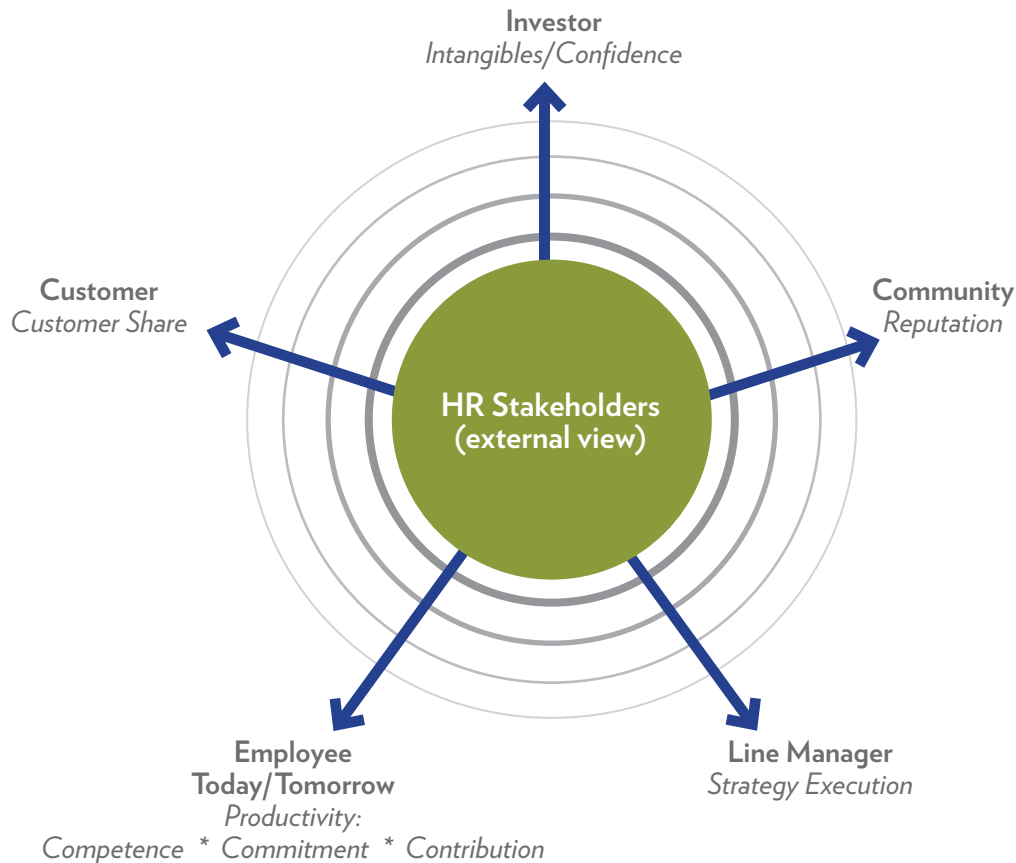 Investor
Intangibles/Confidence
Customer
Customer Share
Community
Reputation
HR Stakeholders
(external view)
Employee
Today/Tomorrow
Productivity:
Competence * Commitment * Contribution
Line Manager
Strategy Execution